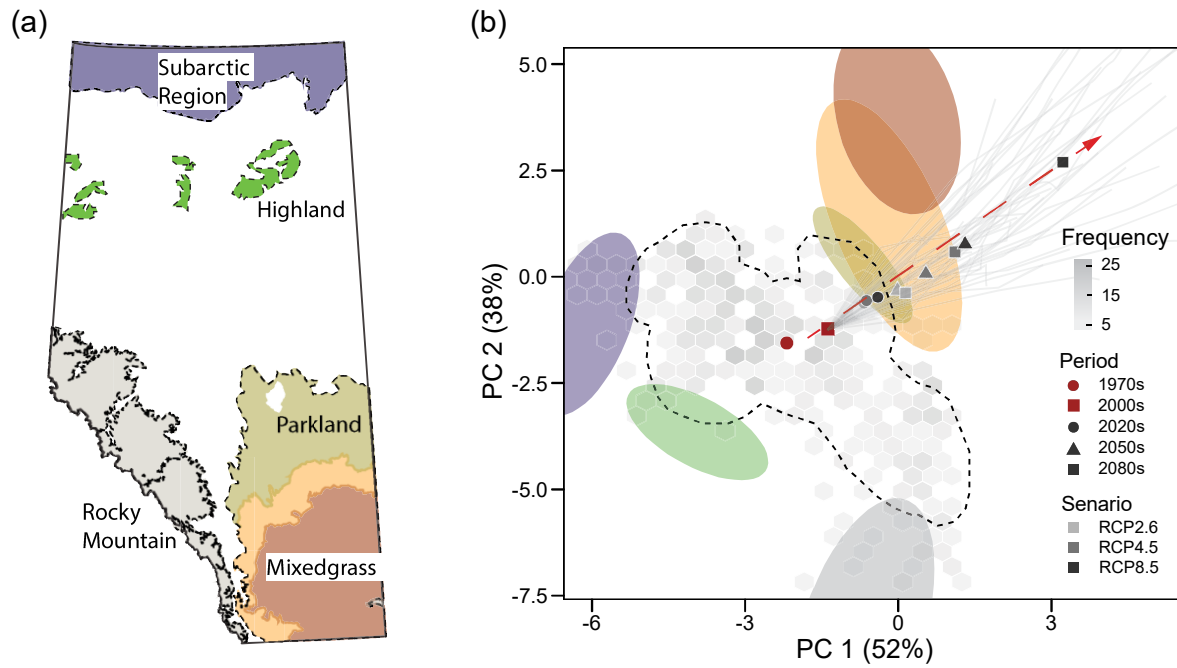 (a)
Subarctic
Region
Highland
Parkland
Rocky
Mountain
Mixedgrass
(b)
5.0
2.5
0.0
-2.5
-5.0
-7.5
PC 2 (38%)
-6
-3
0
3
PC 1 (52%)
Frequency
25
15
5
Period
1970s
2000s
2020s
2050s
2080s
Senario
RCP2.6
RCP4.5
RCP8.5